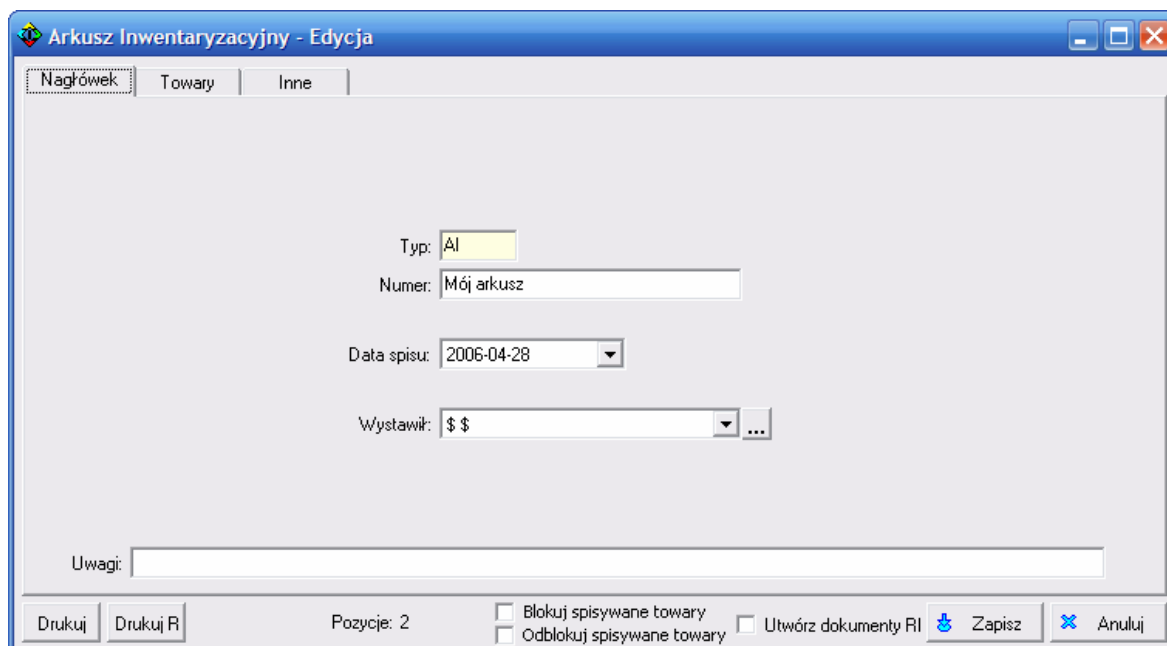 Arkusz Inwentaryzacyjny - Edycja
Nagłówek Towary Inne
Typ: AI
Numer: Mój arkusz
Data spisu: 2006-04-28
Wystawił: $ $ ...
Uwagi:
Drukuj Drukuj R Pozycje: 2 Blokuj spisywane towary
Odblokuj spisywane towary Utwórz dokumenty RI Zapisz Anuluj